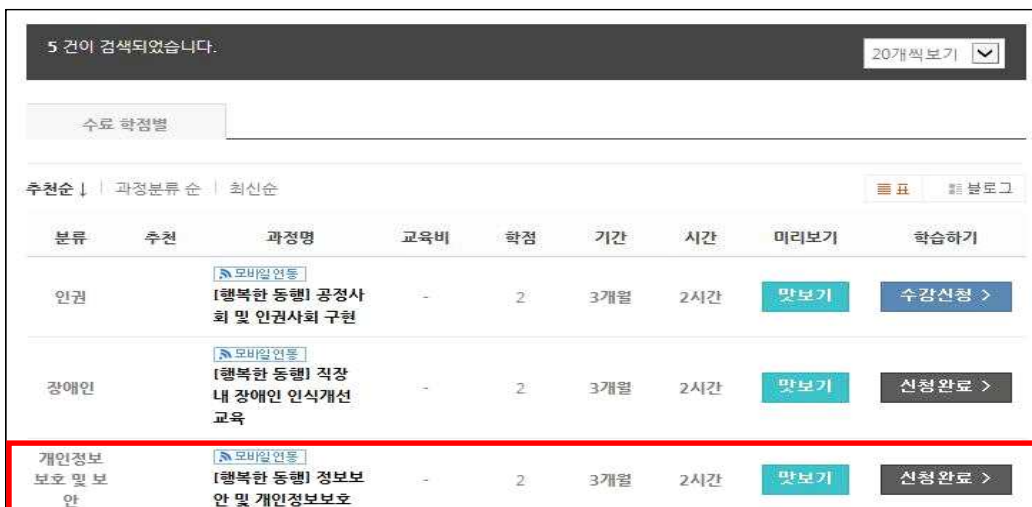 5 건이 검색되었습니다.
20개씩보기
수료 학점별
추천순↓ | 과정분류 순 | 최신순
표 블로그
분류 추천 과정명 교육비 학점 기간 시간 미리보기 학습하기
모바일연동
인권 [행복한 동행] 공정사 - 2 3개월 2시간 맛보기 수강신청 >
회 및 인권사회 구현
모바일연동
[행복한 동행] 직장
장애인 내 장애인 인식개선 - 2 3개월 2시간 맛보기 신청완료 >
교육
개인정보 모바일연동
보호 및 보 [행복한 동행] 정보보 - 2 3개월 2시간 맛보기 신청완료 >
안 안 및 개인정보보호